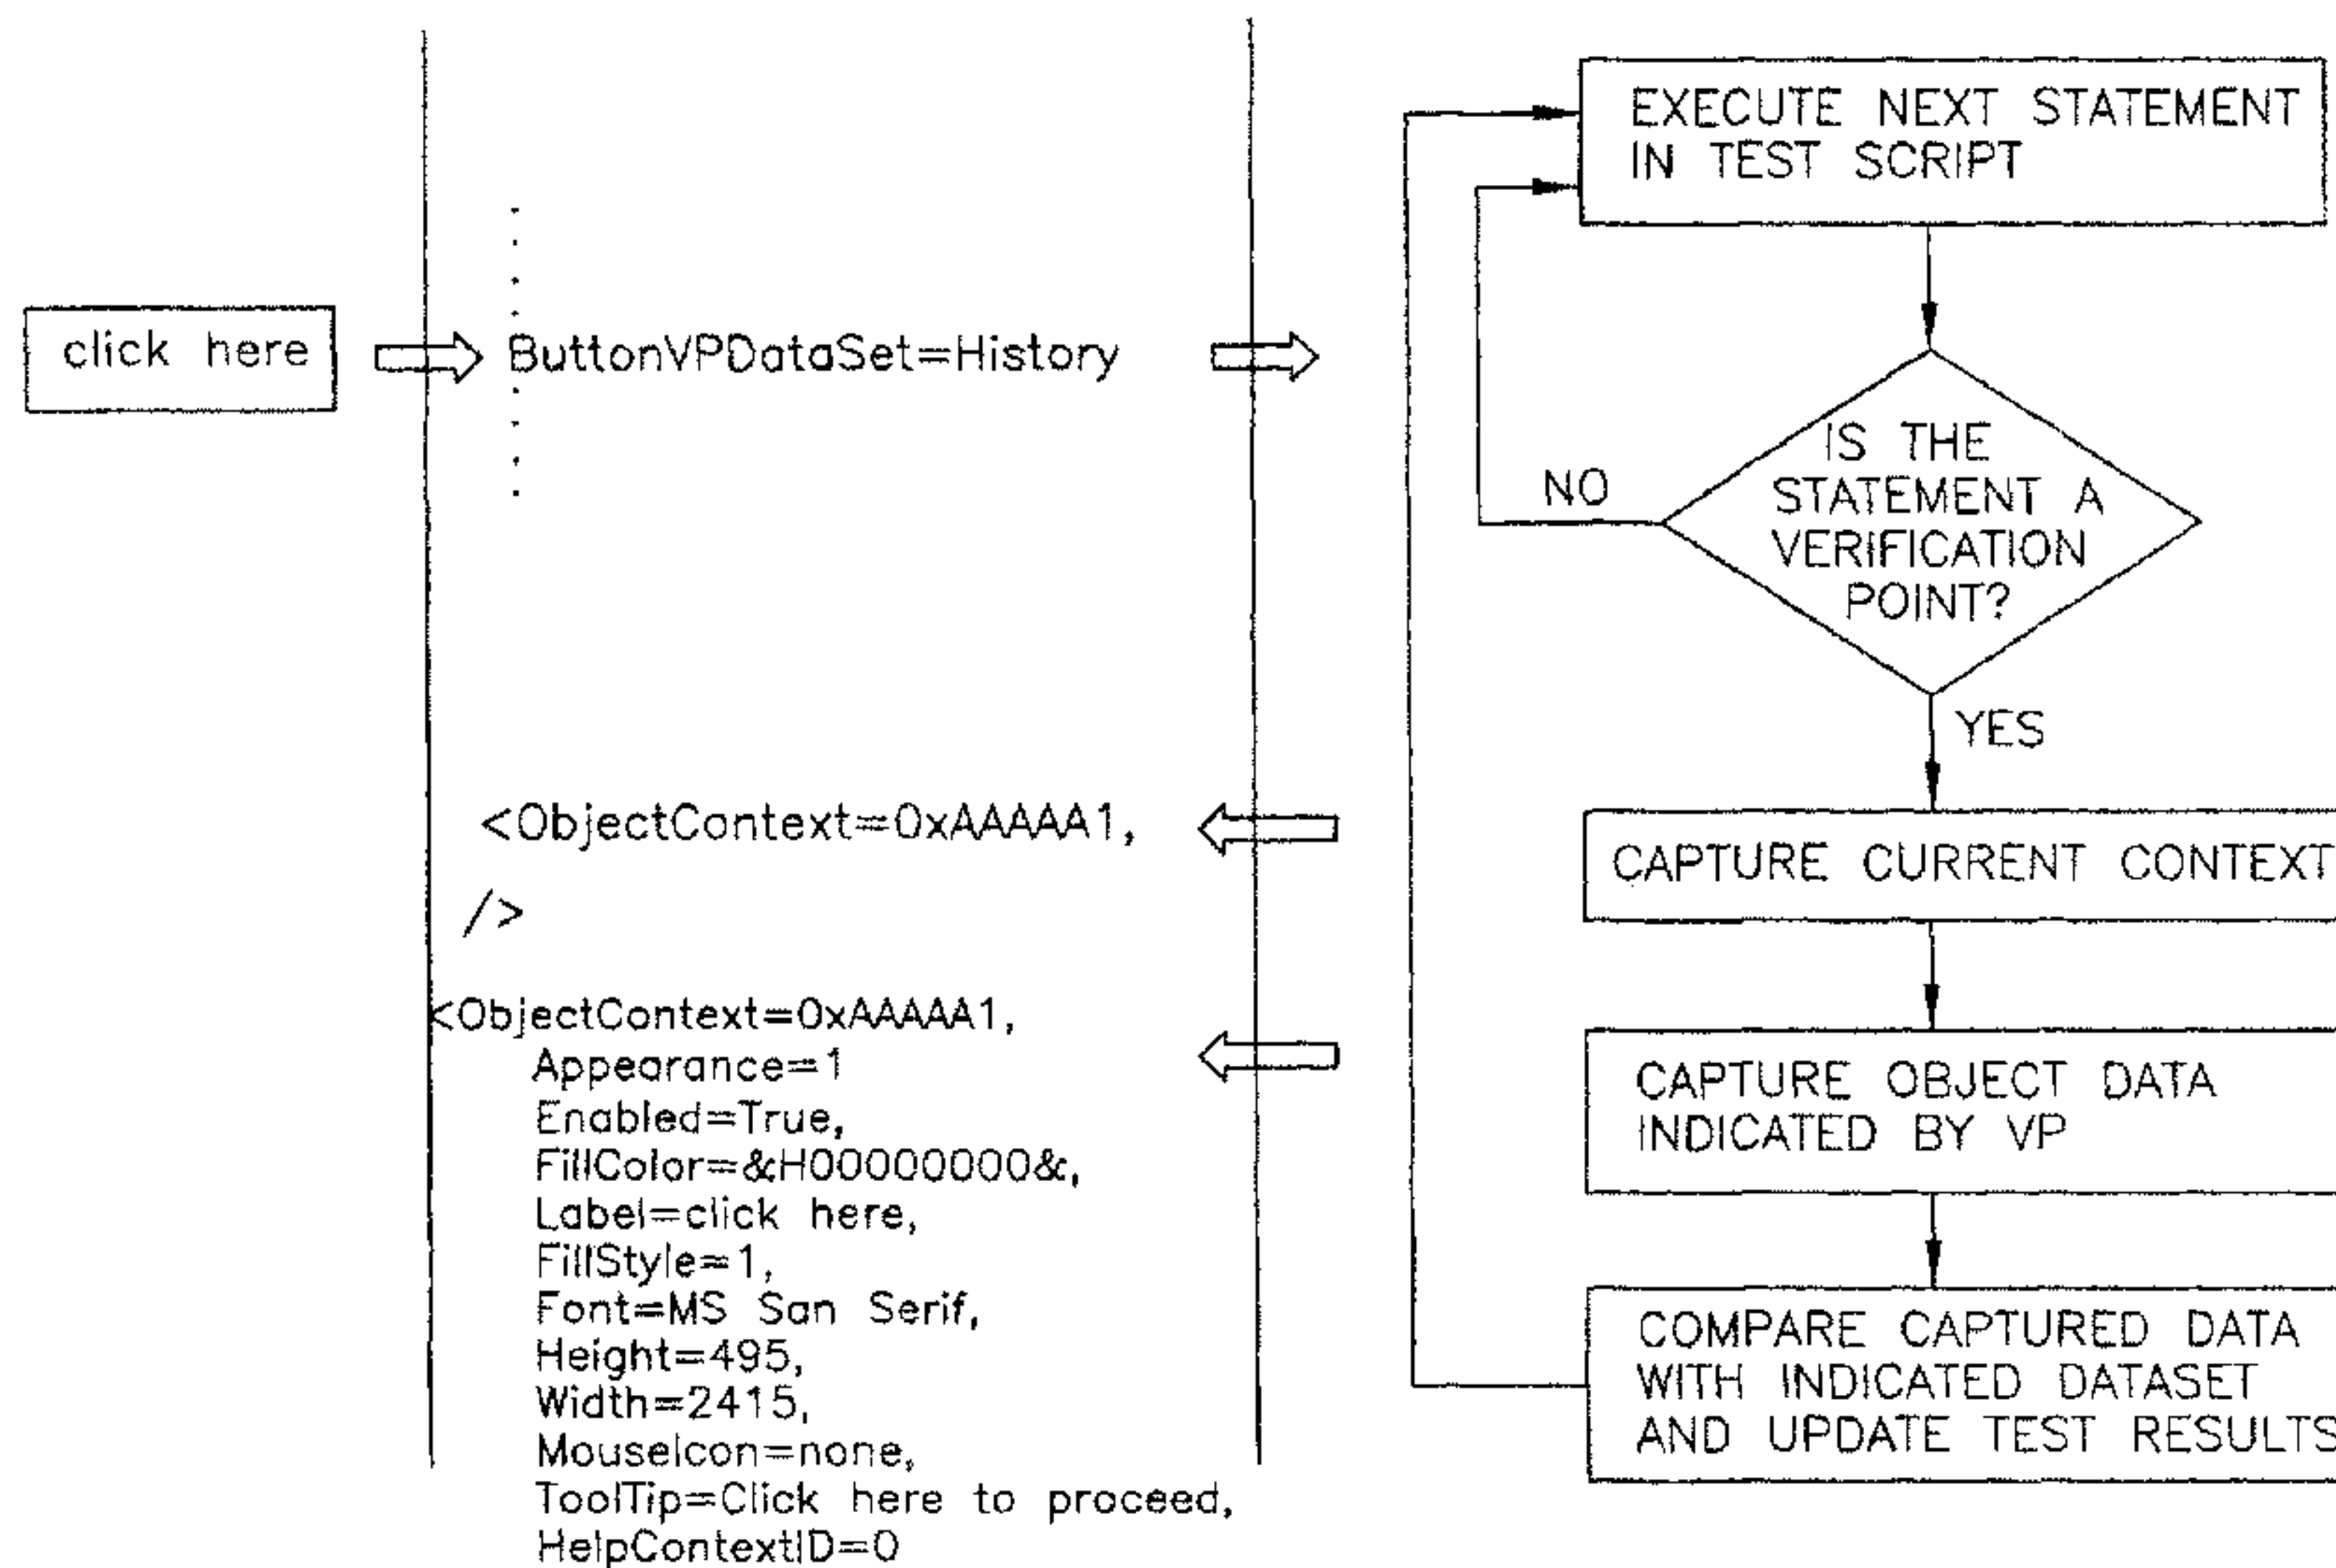 click here
ButtonVPDataSet=History
<ObjectContext=0xAAAAA1,
/>
<ObjectContext=0xAAAAA1,
Appearance=1
Enabled=True,
FillColor=&H00000000&,
Label=click here,
FillStyle=1,
Font=MS San Serif,
Height=495,
Width=2415,
MouseIcon=none,
ToolTip=Click here to proceed,
HelpContextID=0
EXECUTE NEXT STATEMENT
IN TEST SCRIPT
IS THE
STATEMENT A
VERIFICATION
POINT?
NO
YES
CAPTURE CURRENT CONTEXT
CAPTURE OBJECT DATA
INDICATED BY VP
COMPARE CAPTURED DATA
WITH INDICATED DATASET
AND UPDATE TEST RESULTS